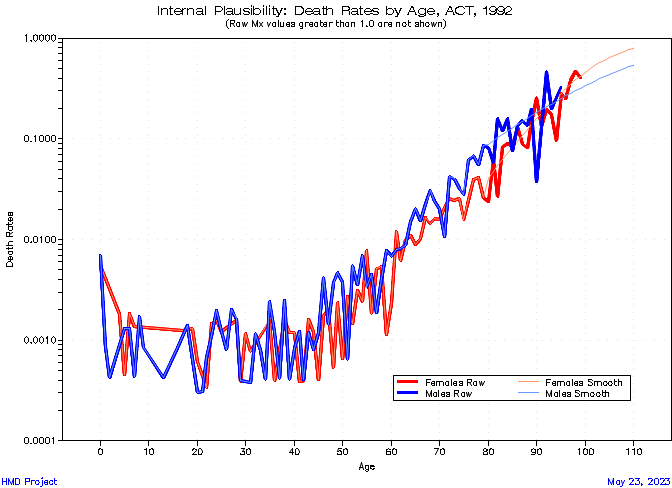 Internal Plausibility: Death Rates by Age, ACT, 1992
(Raw Mx values greater than 1.0 are not shown)
1.0000
0.1000
0.0100
0.0010
0.0001
Death Rates
0 10 20 30 40 50 60 70 80 90 100 110
Age
Females Raw Females Smooth
Males Raw Males Smooth
HMD Project May 23, 2023